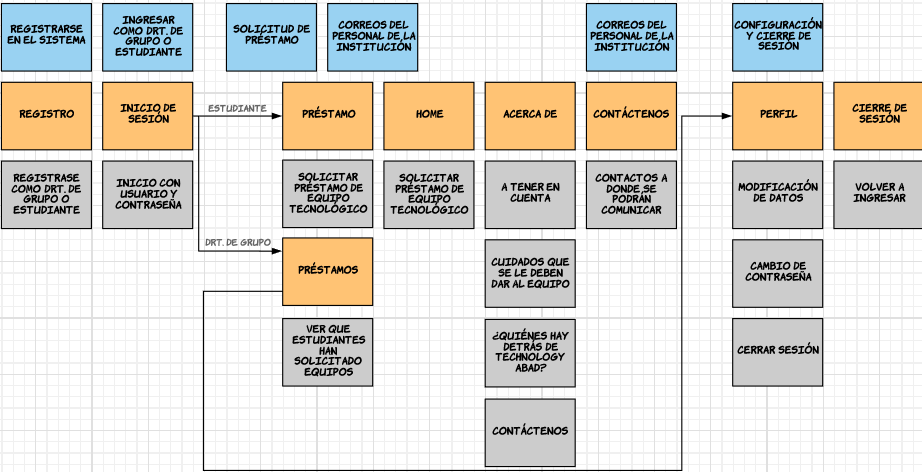 REGISTRARSE
EN EL SISTEMA
INGRESAR
COMO DRT. DE
GRUPO O
ESTUDIANTE
SOLICITUD DE
PRÉSTAMO
CORREOS DEL
PERSONAL DE LA
INSTITUCIÓN
CORREOS DEL
PERSONAL DE LA
INSTITUCIÓN
CONFIGURACIÓN
Y CIERRE DE
SESIÓN
REGISTRO
INICIO DE
SESIÓN
ESTUDIANTE
PRÉSTAMO
HOME
ACERCA DE
CONTÁCTENOS
PERFIL
CIERRE DE
SESIÓN
REGISTRASE
COMO DRT. DE
GRUPO O
ESTUDIANTE
INICIO CON
USUARIO Y
CONTRASEÑA
SOLICITAR
PRÉSTAMO DE
EQUIPO
TECNOLÓGICO
SOLICITAR
PRÉSTAMO DE
EQUIPO
TECNOLÓGICO
A TENER EN
CUENTA
CONTACTOS A
DONDE SE
PODRÁN
COMUNICAR
MODIFICACIÓN
DE DATOS
VOLVER A
INGRESAR
DRT. DE GRUPO
PRÉSTAMOS
CUIDADOS QUE
SE LE DEBEN
DAR AL EQUIPO
CAMBIO DE
CONTRASEÑA
VER QUE
ESTUDIANTES
HAN
SOLICITADO
EQUIPOS
¿QUIÉNES HAY
DETRÁS DE
TECHNOLOGY
ABAD?
CERRAR SESIÓN
CONTÁCTENOS